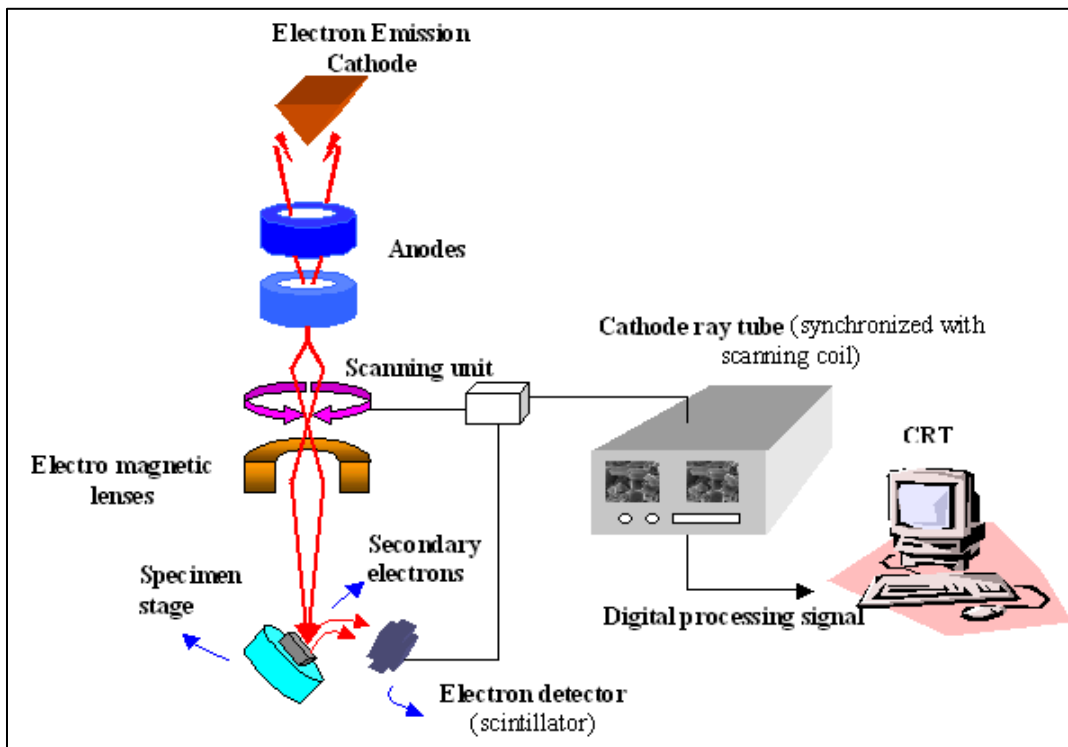 Electron Emission
Cathode
Anodes
Cathode ray tube (synchronized with
scanning coil)
Scanning unit
CRT
Electro magnetic
lenses
Secondary
electrons
Specimen
stage
Digital processing signal
Electron detector
(scintillator)